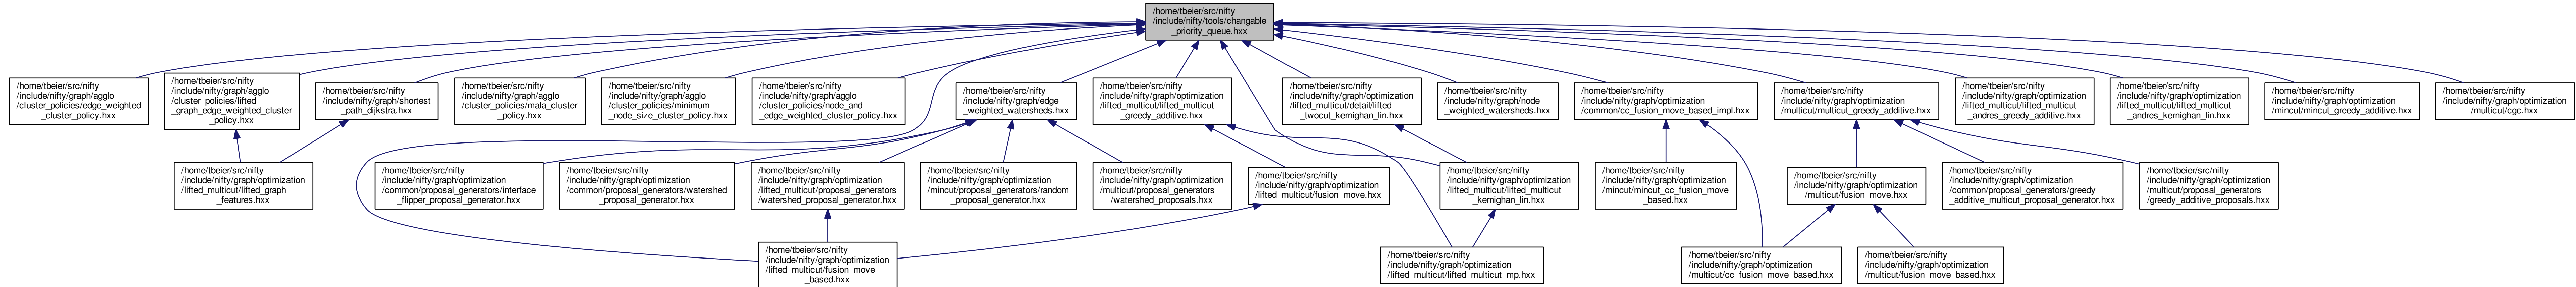 /home/tbeier/src/nifty
/include/nifty/tools/changable
_priority_queue.hxx
/home/tbeier/src/nifty
/include/nifty/graph/agglo
/cluster_policies/edge_weighted
_cluster_policy.hxx
/home/tbeier/src/nifty
/include/nifty/graph/agglo
/cluster_policies/lifted
_graph_edge_weighted_cluster
_policy.hxx
/home/tbeier/src/nifty
/include/nifty/graph/shortest
_path_dijkstra.hxx
/home/tbeier/src/nifty
/include/nifty/graph/agglo
/cluster_policies/mala_cluster
_policy.hxx
/home/tbeier/src/nifty
/include/nifty/graph/agglo
/cluster_policies/minimum
_node_size_cluster_policy.hxx
/home/tbeier/src/nifty
/include/nifty/graph/agglo
/cluster_policies/node_and
_edge_weighted_cluster_policy.hxx
/home/tbeier/src/nifty
/include/nifty/graph/edge
_weighted_watersheds.hxx
/home/tbeier/src/nifty
/include/nifty/graph/optimization
/lifted_multicut/lifted_multicut
_greedy_additive.hxx
/home/tbeier/src/nifty
/include/nifty/graph/optimization
/lifted_multicut/detail/lifted
_twocut_kernighan_lin.hxx
/home/tbeier/src/nifty
/include/nifty/graph/node
_weighted_watersheds.hxx
/home/tbeier/src/nifty
/include/nifty/graph/optimization
/common/cc_fusion_move_based_impl.hxx
/home/tbeier/src/nifty
/include/nifty/graph/optimization
/multicut/multicut_greedy_additive.hxx
/home/tbeier/src/nifty
/include/nifty/graph/optimization
/lifted_multicut/lifted_multicut
_andres_greedy_additive.hxx
/home/tbeier/src/nifty
/include/nifty/graph/optimization
/lifted_multicut/lifted_multicut
_andres_kernighan_lin.hxx
/home/tbeier/src/nifty
/include/nifty/graph/optimization
/mincut/mincut_greedy_additive.hxx
/home/tbeier/src/nifty
/include/nifty/graph/optimization
/multicut/cgc.hxx
/home/tbeier/src/nifty
/include/nifty/graph/optimization
/lifted_multicut/lifted_graph
_features.hxx
/home/tbeier/src/nifty
/include/nifty/graph/optimization
/common/proposal_generators/interface
_flipper_proposal_generator.hxx
/home/tbeier/src/nifty
/include/nifty/graph/optimization
/common/proposal_generators/watershed
_proposal_generator.hxx
/home/tbeier/src/nifty
/include/nifty/graph/optimization
/lifted_multicut/proposal_generators
/watershed_proposal_generator.hxx
/home/tbeier/src/nifty
/include/nifty/graph/optimization
/mincut/proposal_generators/random
_proposal_generator.hxx
/home/tbeier/src/nifty
/include/nifty/graph/optimization
/multicut/proposal_generators
/watershed_proposals.hxx
/home/tbeier/src/nifty
/include/nifty/graph/optimization
/lifted_multicut/fusion_move.hxx
/home/tbeier/src/nifty
/include/nifty/graph/optimization
/lifted_multicut/lifted_multicut
_kernighan_lin.hxx
/home/tbeier/src/nifty
/include/nifty/graph/optimization
/mincut/mincut_cc_fusion_move
_based.hxx
/home/tbeier/src/nifty
/include/nifty/graph/optimization
/multicut/fusion_move.hxx
/home/tbeier/src/nifty
/include/nifty/graph/optimization
/common/proposal_generators/greedy
_additive_multicut_proposal_generator.hxx
/home/tbeier/src/nifty
/include/nifty/graph/optimization
/multicut/proposal_generators
/greedy_additive_proposals.hxx
/home/tbeier/src/nifty
/include/nifty/graph/optimization
/lifted_multicut/fusion_move
_based.hxx
/home/tbeier/src/nifty
/include/nifty/graph/optimization
/lifted_multicut/lifted_multicut_mp.hxx
/home/tbeier/src/nifty
/include/nifty/graph/optimization
/multicut/cc_fusion_move_based.hxx
/home/tbeier/src/nifty
/include/nifty/graph/optimization
/multicut/fusion_move_based.hxx